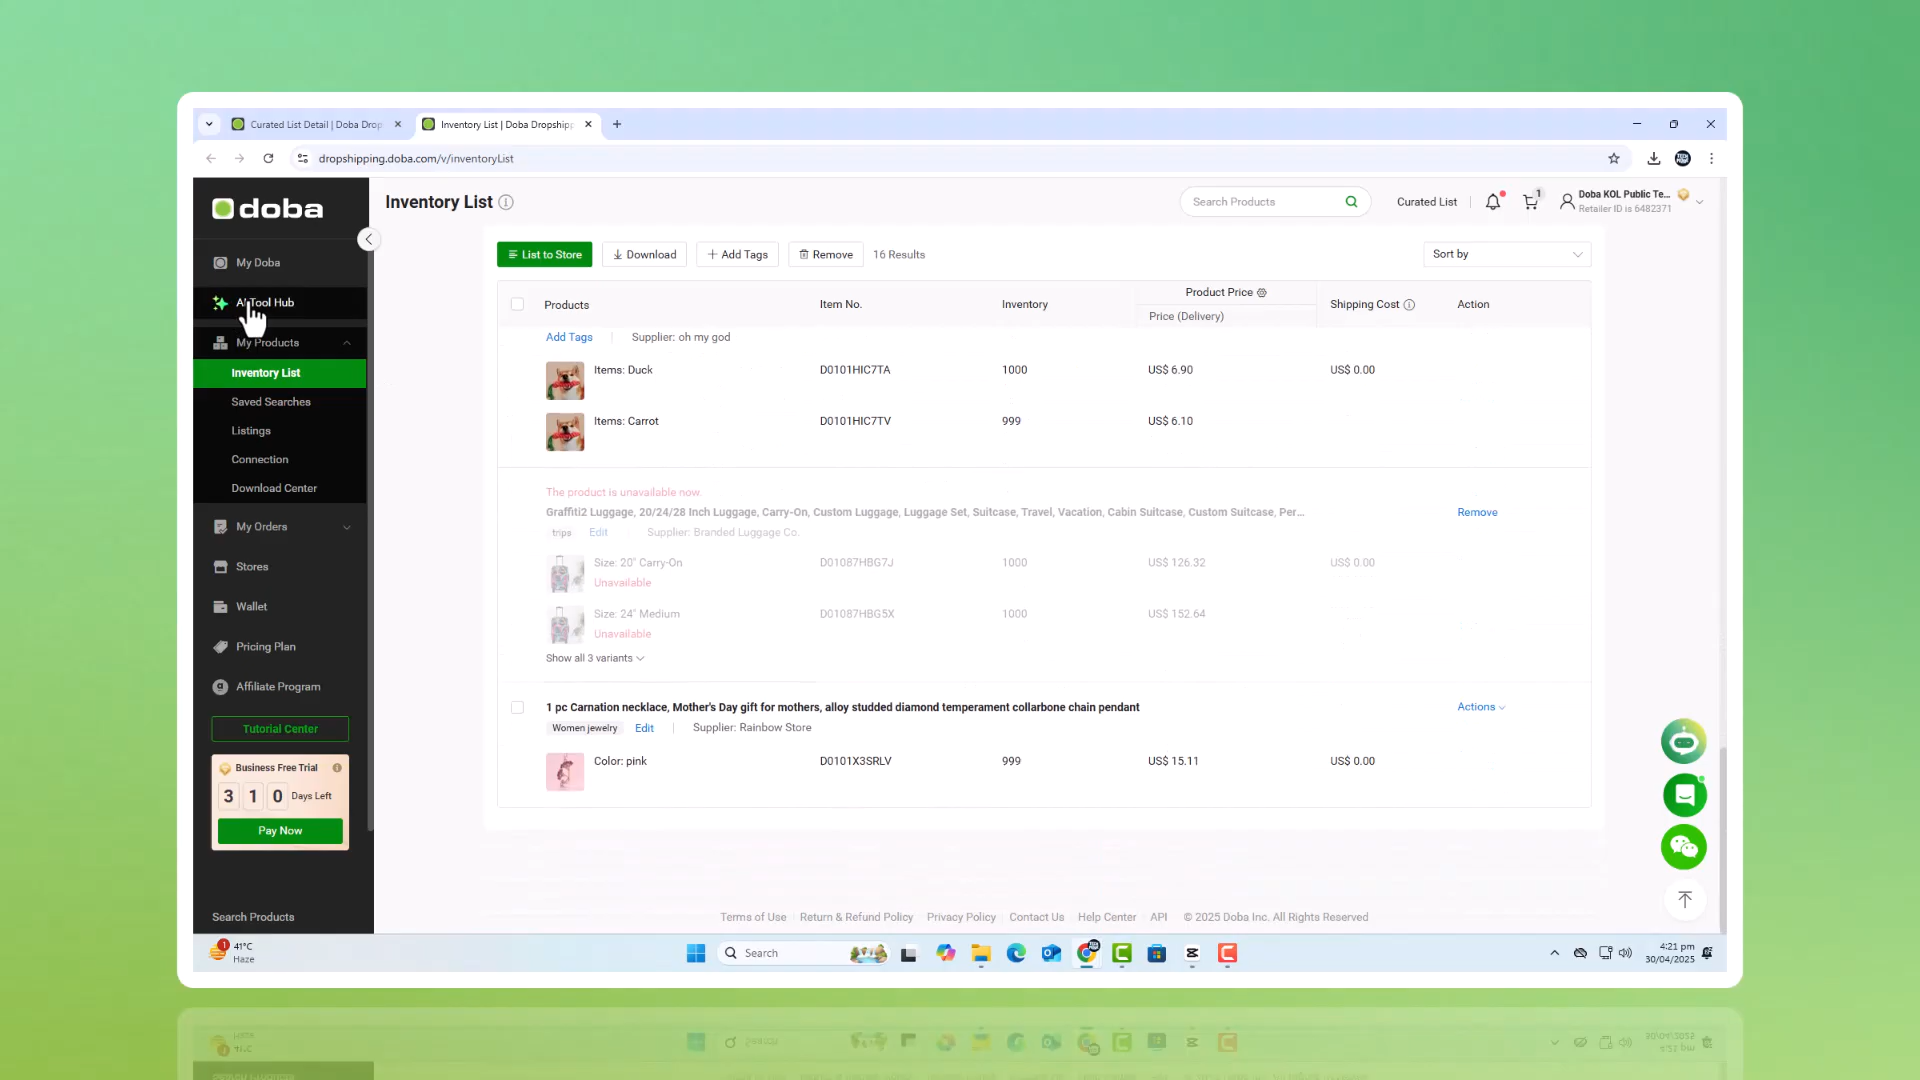 Curated List Detail | Doba Drop
Inventory List | Doba Dropshipp
dropshipping.doba.com/v/inventoryList
doba
Inventory List
Search Products
Curated List
1
Doba KOL Public Te...
Retailer ID is 6482371
My Doba
AI Tool Hub
My Products
Inventory List
Saved Searches
Listings
Connection
Download Center
My Orders
Stores
Wallet
Pricing Plan
Affiliate Program
Tutorial Center
Business Free Trial
3 1 0 Days Left
Pay Now
Search Products
List to Store
Download
Add Tags
Remove
16 Results
Sort by
Products
Item No.
Inventory
Product Price
Price (Delivery)
Shipping Cost
Action
Add Tags
Supplier: oh my god
Items: Duck
D0101HIC7TA
1000
US$ 6.90
US$ 0.00
Items: Carrot
D0101HIC7TV
999
US$ 6.10
The product is unavailable now.
Graffiti2 Luggage, 20/24/28 Inch Luggage, Carry-On, Custom Luggage, Luggage Set, Suitcase, Travel, Vacation, Cabin Suitcase, Custom Suitcase, Per...
Remove
trips
Edit
Supplier: Branded Luggage Co.
Size: 20" Carry-On
D01087HBG7J
1000
US$ 126.32
US$ 0.00
Unavailable
Size: 24" Medium
D01087HBG5X
1000
US$ 152.64
Unavailable
Show all 3 variants
1 pc Carnation necklace, Mother's Day gift for mothers, alloy studded diamond temperament collarbone chain pendant
Actions
Women jewelry
Edit
Supplier: Rainbow Store
Color: pink
D0101X3SRLV
999
US$ 15.11
US$ 0.00
Terms of Use
Return & Refund Policy
Privacy Policy
Contact Us
Help Center
API
© 2025 Doba Inc. All Rights Reserved
1
41°C
Haze
Search
4:21 pm
30/04/2025